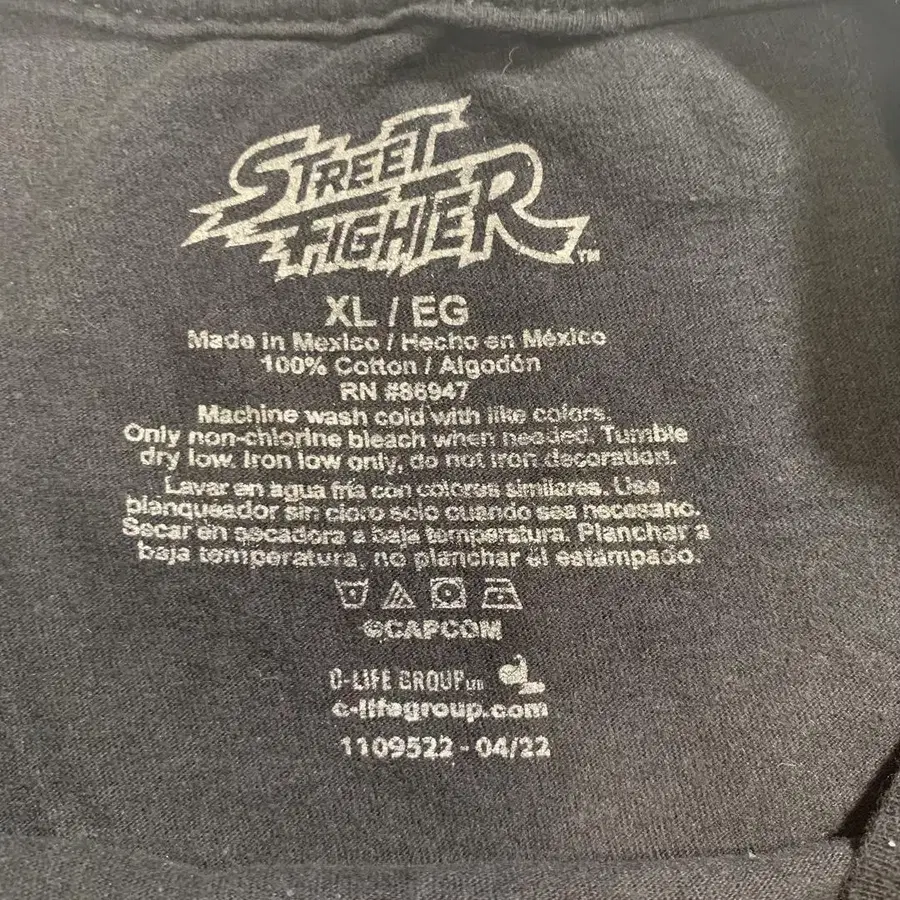 STREET
FIGHTER™
XL / EG
Made in Mexico / Hecho en México
100% Cotton / Algodón
RN #86947
Machine wash cold with like colors.
Only non-chlorine bleach when needed. Tumble
dry low. Iron low only, do not iron decoration.
Lavar en agua fría con colores similares. Use
blanqueador sin cloro solo cuando sea necesario.
Secar en secadora a baja temperatura. Planchar a
baja temperatura, no planchar el estampado.
©CAPCOM
C-LIFE GROUP LTD
c-lifegroup.com
1109522 - 04/22